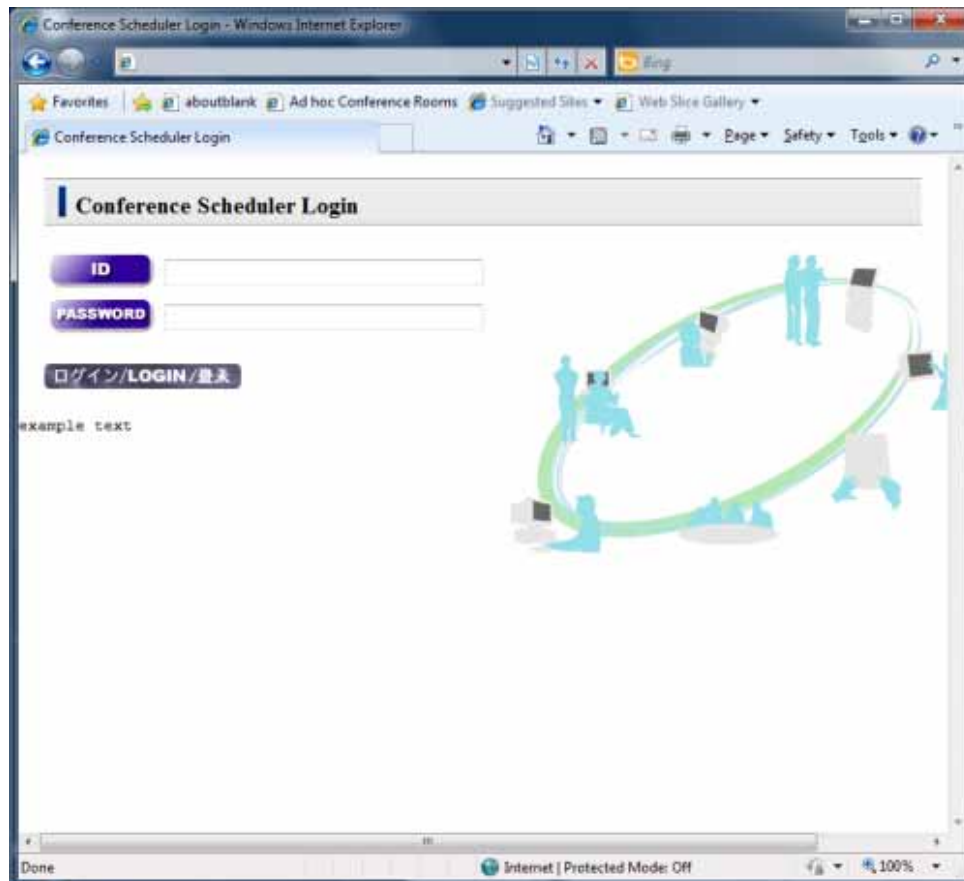 Conference Scheduler Login - Windows Internet Explorer
Bing
Favorites aboutblank Ad hoc Conference Rooms Suggested Sites Web Slice Gallery
Conference Scheduler Login Page Safety Tools
Conference Scheduler Login
ID
PASSWORD
ログイン/LOGIN/登录
example text
Done Internet | Protected Mode: Off 100%